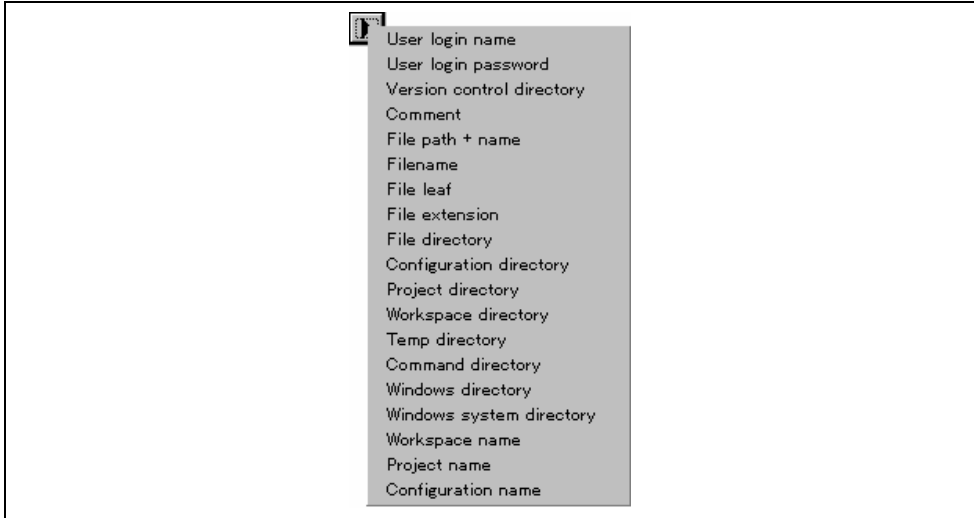 User login name
User login password
Version control directory
Comment
File path + name
Filename
File leaf
File extension
File directory
Configuration directory
Project directory
Workspace directory
Temp directory
Command directory
Windows directory
Windows system directory
Workspace name
Project name
Configuration name